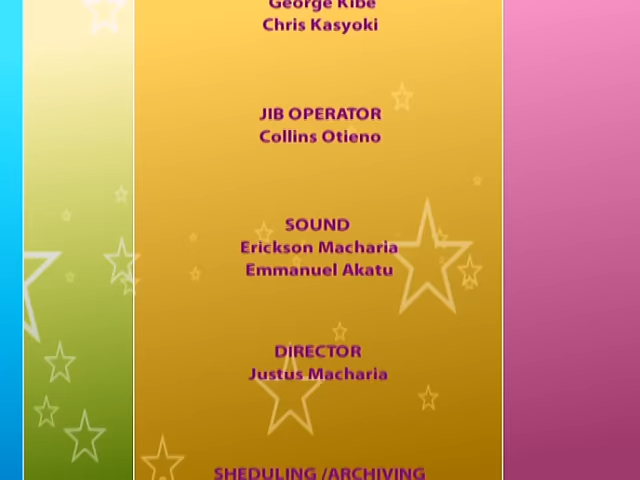 George Kibe
Chris Kasyoki
JIB OPERATOR
Collins Otieno
SOUND
Erickson Macharia
Emmanuel Akatu
DIRECTOR
Justus Macharia
SHEDULING /ARCHIVING